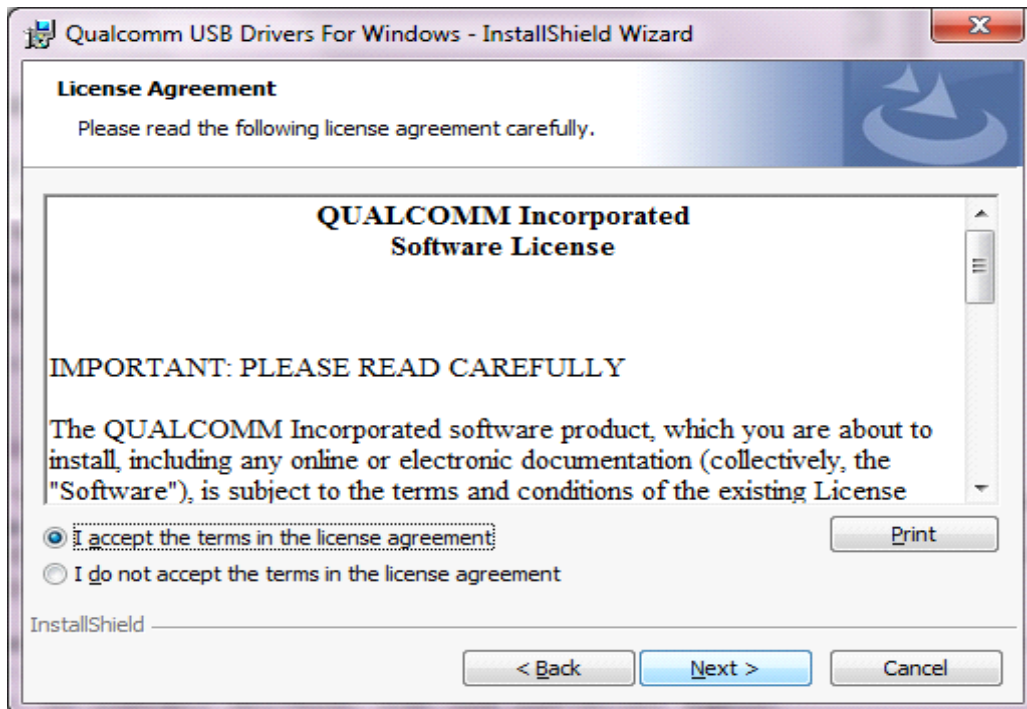 Qualcomm USB Drivers For Windows - InstallShield Wizard
License Agreement
Please read the following license agreement carefully.
QUALCOMM Incorporated
Software License
IMPORTANT: PLEASE READ CAREFULLY
The QUALCOMM Incorporated software product, which you are about to
install, including any online or electronic documentation (collectively, the
"Software"), is subject to the terms and conditions of the existing License
I accept the terms in the license agreement
Print
I do not accept the terms in the license agreement
InstallShield
< Back
Next >
Cancel